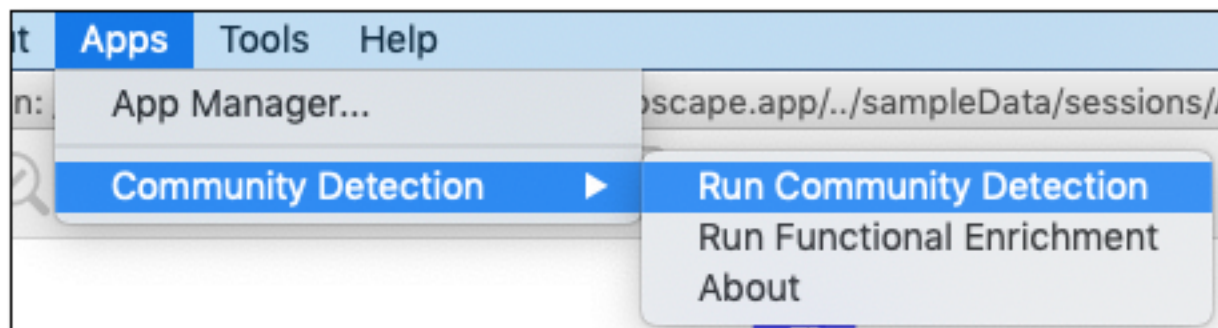 Apps Tools Help
App Manager...
scape.app/../sampleData/sessions/
Community Detection
Run Community Detection
Run Functional Enrichment
About